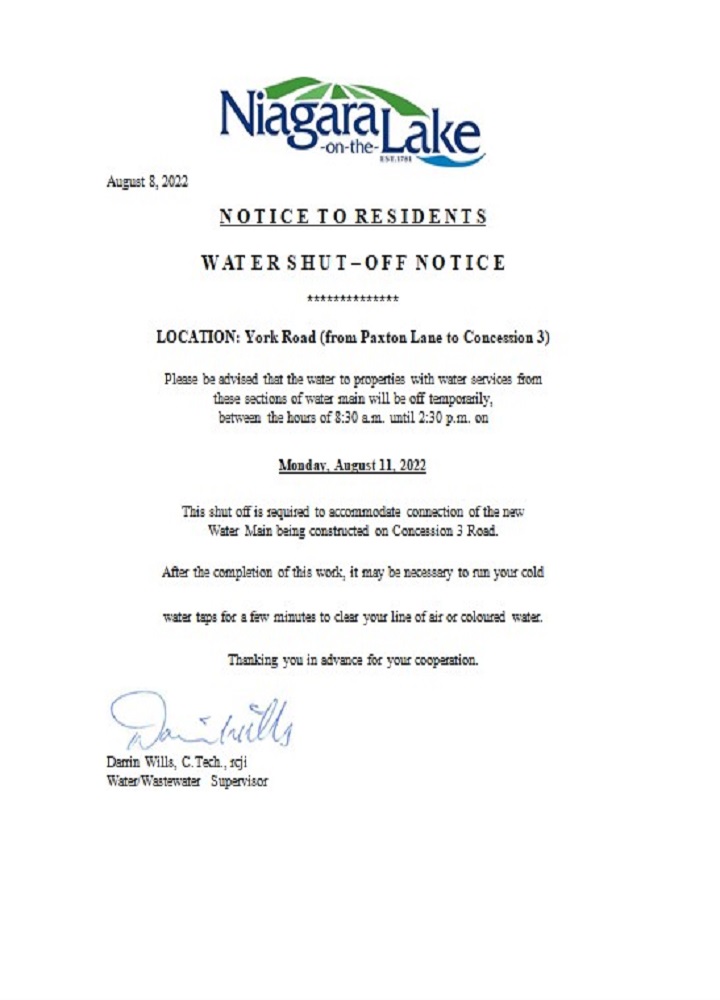 Niagara
-on-the-
Lake
EST. 1781
August 8, 2022
NOTICE TO RESIDENTS
WATER SHUT–OFF NOTICE
**************
LOCATION: York Road (from Paxton Lane to Concession 3)
Please be advised that the water to properties with water services from
these sections of water main will be off temporarily,
between the hours of 8:30 a.m. until 2:30 p.m. on
Monday, August 11, 2022
This shut off is required to accommodate connection of the new
Water Main being constructed on Concession 3 Road.
After the completion of this work, it may be necessary to run your cold
water taps for a few minutes to clear your line of air or coloured water.
Thanking you in advance for your cooperation.
Darrin Wills
Darrin Wills, C.Tech., rcji
Water/Wastewater Supervisor